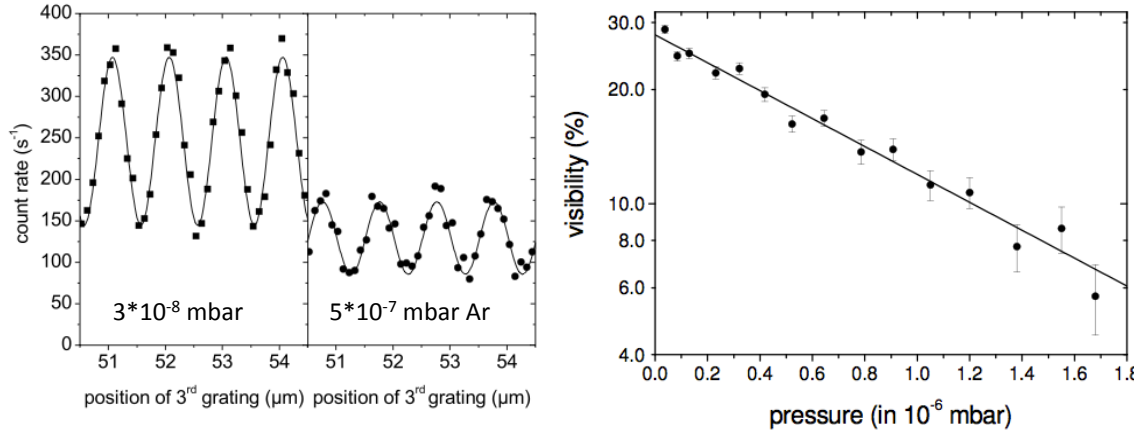 400
350
300
250
200
150
100
50
0
count rate (s⁻¹)
3*10⁻⁸ mbar
5*10⁻⁷ mbar Ar
51 52 53 54 51 52 53 54
position of 3ʳᵈ grating (µm) position of 3ʳᵈ grating (µm)
30.0
20.0
10.0
8.0
6.0
4.0
visibility (%)
0.0 0.2 0.4 0.6 0.8 1.0 1.2 1.4 1.6 1.8
pressure (in 10⁻⁶ mbar)